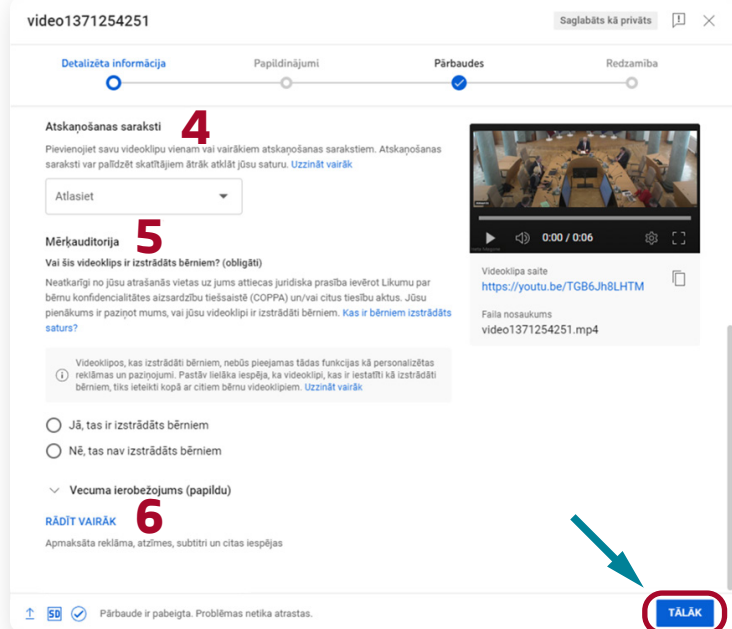 video1371254251
Saglabāts kā privāts
Detalizēta informācija
Papildinājumi
Pārbaudes
Redzamība
Atskaņošanas saraksti
4
Pievienojiet savu videoklipu vienam vai vairākiem atskaņošanas sarakstiem. Atskaņošanas
saraksti var palīdzēt skatītājiem ātrāk atklāt jūsu saturu. Uzzināt vairāk
Atlasiet
Mērķauditorija
5
Vai šis videoklips ir izstrādāts bērniem? (obligāti)
Neatkarīgi no jūsu atrašanās vietas uz jums attiecas juridiska prasība ievērot Likumu par
bērnu konfidencialitātes aizsardzību tiešsaistē (COPPA) un/vai citus tiesību aktus. Jūsu
pienākums ir paziņot mums, vai jūsu videoklipi ir izstrādāti bērniem. Kas ir bērniem izstrādāts
saturs?
Videoklipos, kas izstrādāti bērniem, nebūs pieejamas tādas funkcijas kā personalizētas
reklāmas un paziņojumi. Pastāv lielāka iespēja, ka videoklipi, kas ir iestatīti kā izstrādāti
bērniem, tiks ieteikti kopā ar citiem bērnu videoklipiem. Uzzināt vairāk
Jā, tas ir izstrādāts bērniem
Nē, tas nav izstrādāts bērniem
Vecuma ierobežojums (papildu)
RĀDĪT VAIRĀK
6
Apmaksāta reklāma, atzīmes, subtitri un citas iespējas
0:00 / 0:06
Videoklipa saite
https://youtu.be/TGB6Jh8LHTM
Faila nosaukums
video1371254251.mp4
SD
Pārbaude ir pabeigta. Problēmas netika atrastas.
TĀLĀK